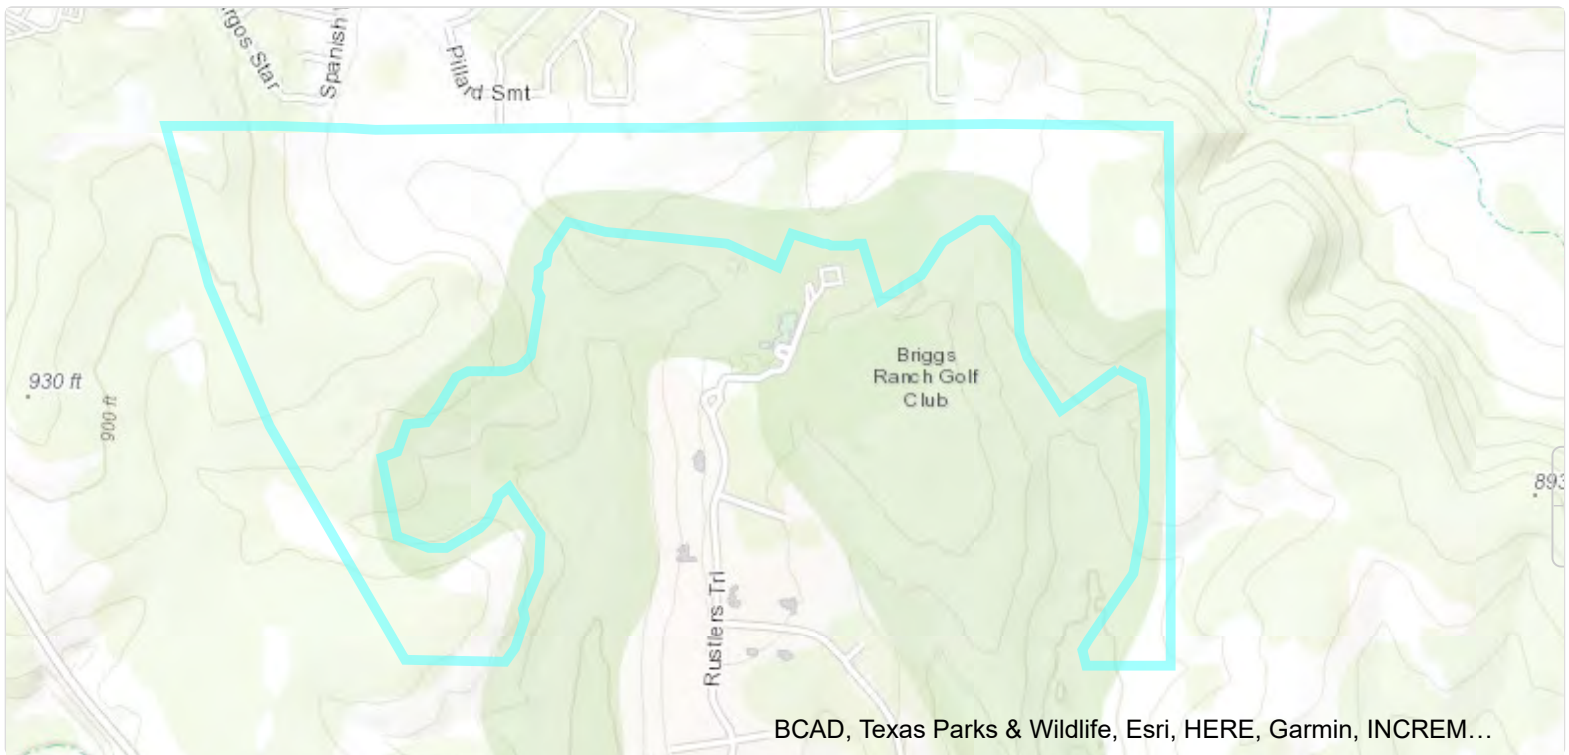 Star
Spanish
Pillard Smt
Briggs
Ranch Golf
Club
930 ft
900 ft
Rustlers Trl
BCAD, Texas Parks & Wildlife, Esri, HERE, Garmin, INCREM…